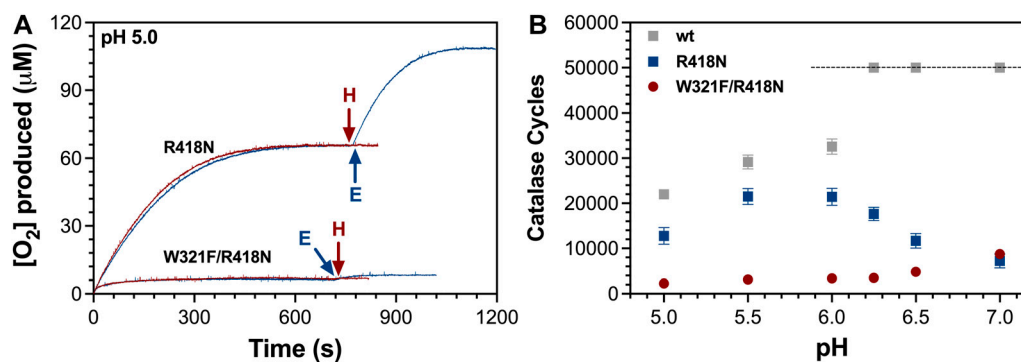 A
pH 5.0
[O₂] produced (μM)
120
90
60
30
0
R418N
H
E
W321F/R418N
E
H
0
300
600
900
1200
Time (s)
B
Catalase Cycles
60000
50000
40000
30000
20000
10000
0
wt
R418N
W321F/R418N
5.0
5.5
6.0
6.5
7.0
pH